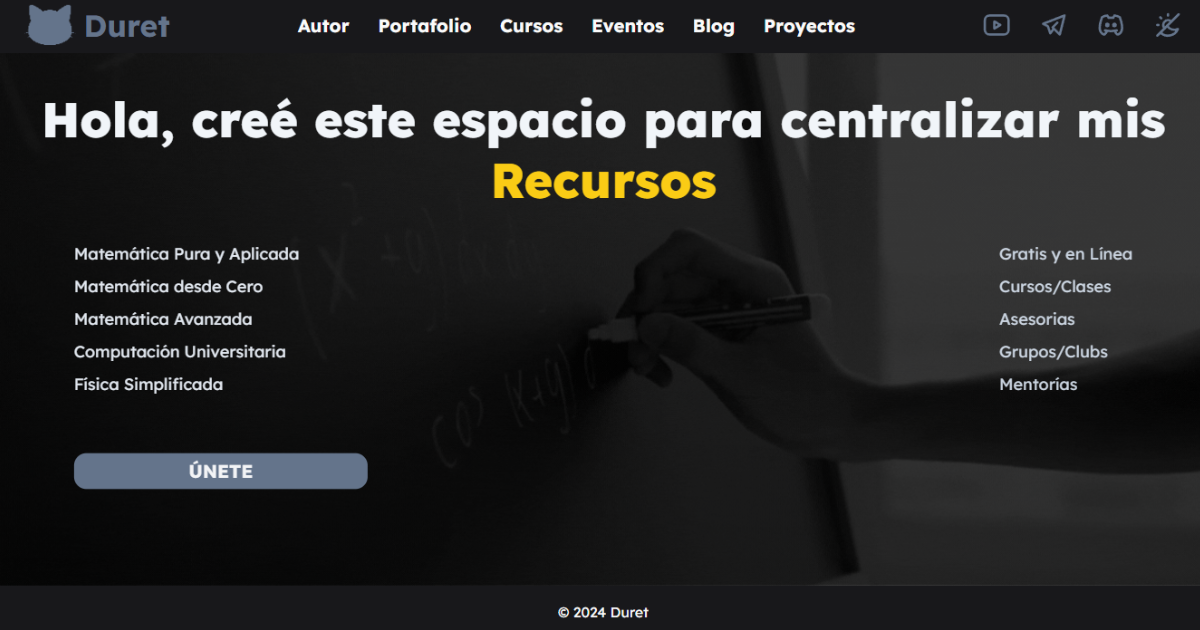 Duret
Autor Portafolio Cursos Eventos Blog Proyectos
Hola, creé este espacio para centralizar mis
Recursos
Matemática Pura y Aplicada
Matemática desde Cero
Matemática Avanzada
Computación Universitaria
Física Simplificada
Gratis y en Línea
Cursos/Clases
Asesorias
Grupos/Clubs
Mentorías
ÚNETE
cos (x+y)
© 2024 Duret